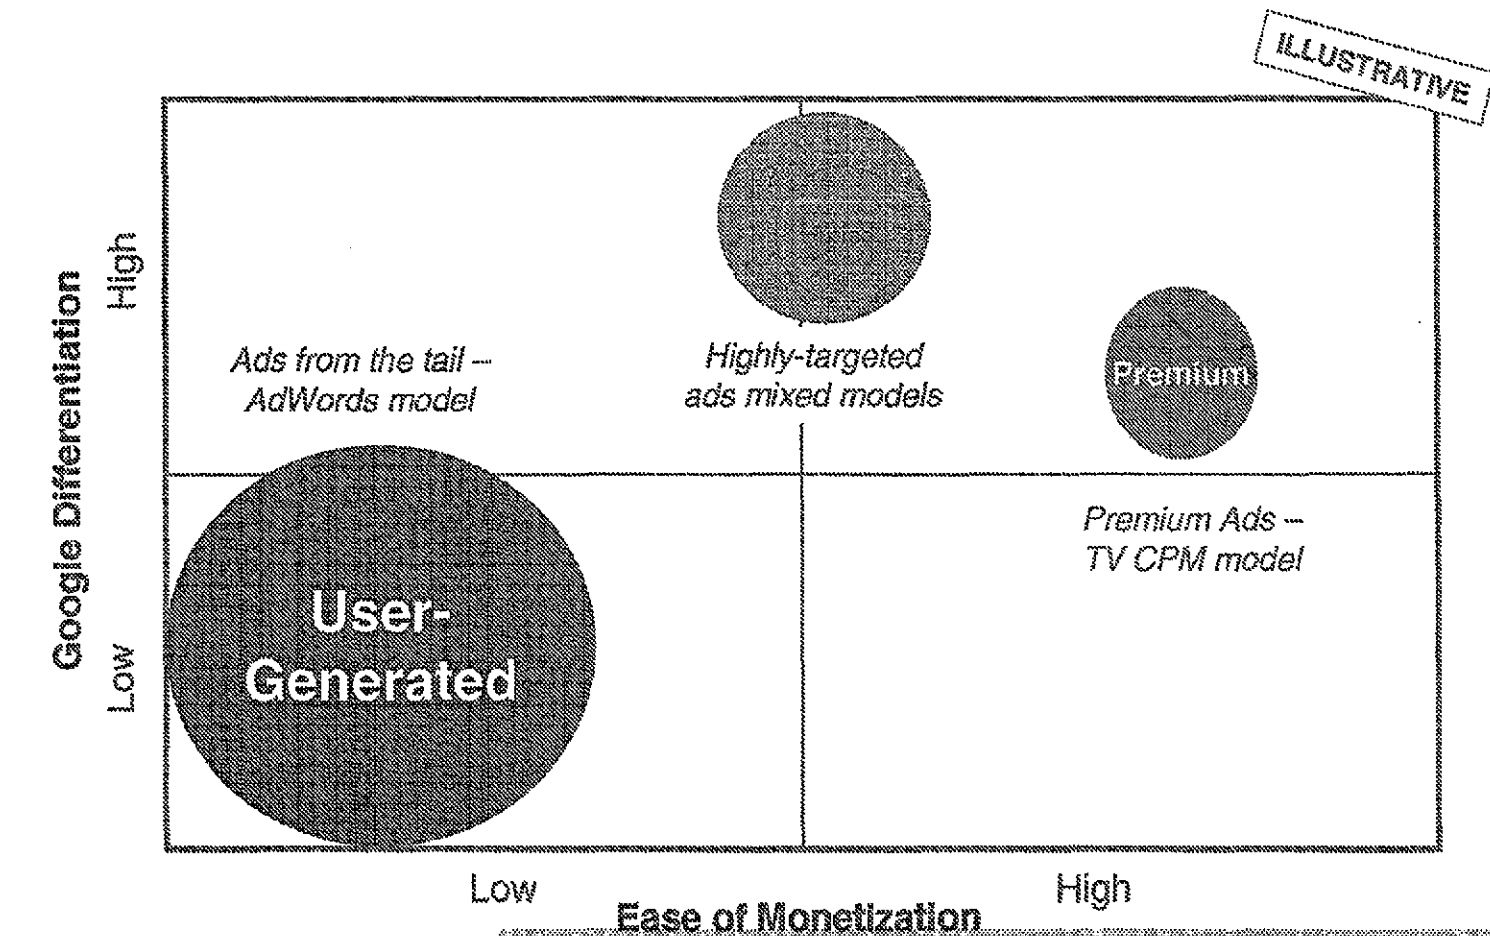 ILLUSTRATIVE
Google Differentiation
High
Low
Ads from the tail –
AdWords model
Highly-targeted
ads mixed models
Premium
Premium Ads –
TV CPM model
User-
Generated
Low
High
Ease of Monetization